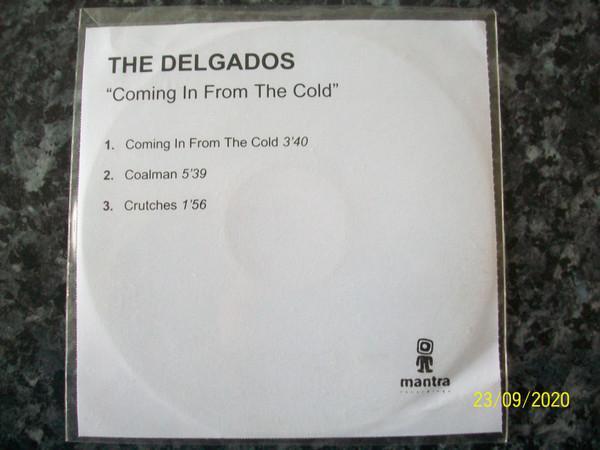 THE DELGADOS
“Coming In From The Cold”
1. Coming In From The Cold 3’40
2. Coalman 5’39
3. Crutches 1’56
mantra
recordings
23/09/2020